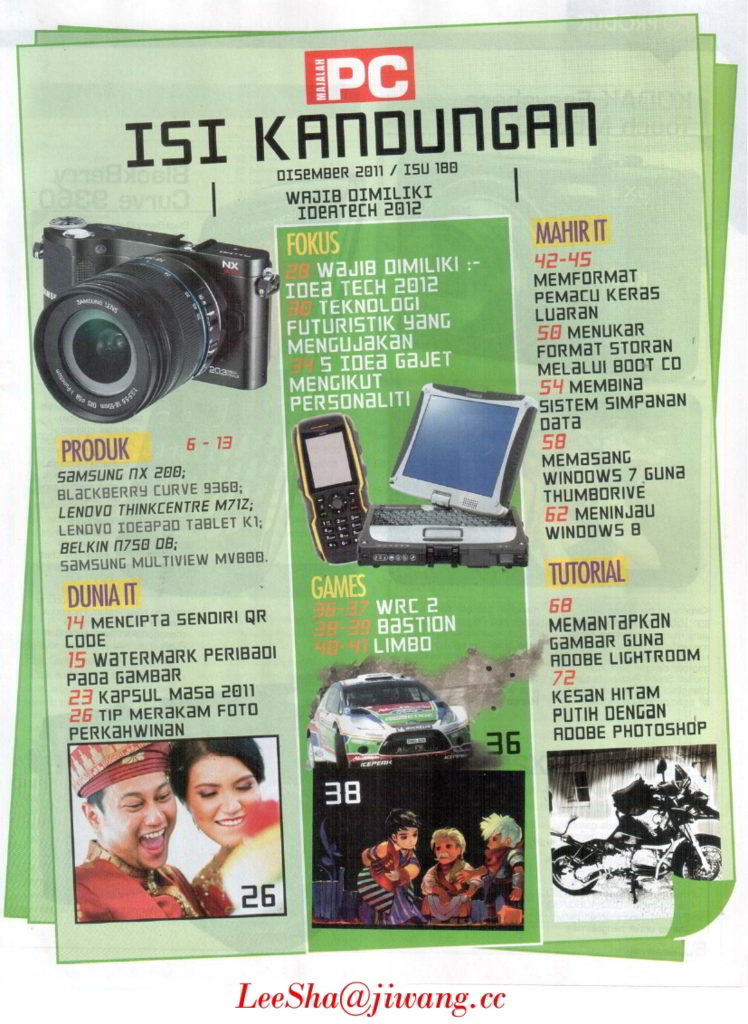 MAJALAH PC
ISI KANDUNGAN
DISEMBER 2011 / ISU 188
WAJIB DIMILIKI
IDEATECH 2012
NX
SAMSUNG LENS
20.3
PRODUK 6 - 13
SAMSUNG NX 200;
BLACKBERRY CURVE 9360;
LENOVO THINKCENTRE M71Z;
LENOVO IDEAPAD TABLET K1;
BELKIN N750 DB;
SAMSUNG MULTIVIEW MV800.
DUNIA IT
14 MENCIPTA SENDIRI QR
CODE
15 WATERMARK PERIBADI
PADA GAMBAR
23 KAPSUL MASA 2011
26 TIP MERAKAM FOTO
PERKAHWINAN
26
FOKUS
28 WAJIB DIMILIKI :-
IDEA TECH 2012
30 TEKNOLOGI
FUTURISTIK YANG
MENGUJAKAN
34 5 IDEA GAJET
MENGIKUT
PERSONALITI
GAMES
36-37 WRC 2
38-39 BASTION
40-41 LIMBO
ICEPEAK
36
38
MAHIR IT
42-45
MEMFORMAT
PEMACU KERAS
LUARAN
50 MENUKAR
FORMAT STORAN
MELALUI BOOT CD
54 MEMBINA
SISTEM SIMPANAN
DATA
58
MEMASANG
WINDOWS 7 GUNA
THUMBDRIVE
62 MENINJAU
WINDOWS 8
TUTORIAL
68
MEMANTAPKAN
GAMBAR GUNA
ADOBE LIGHTROOM
72
KESAN HITAM
PUTIH DENGAN
ADOBE PHOTOSHOP
LeeSha@jiwang.cc